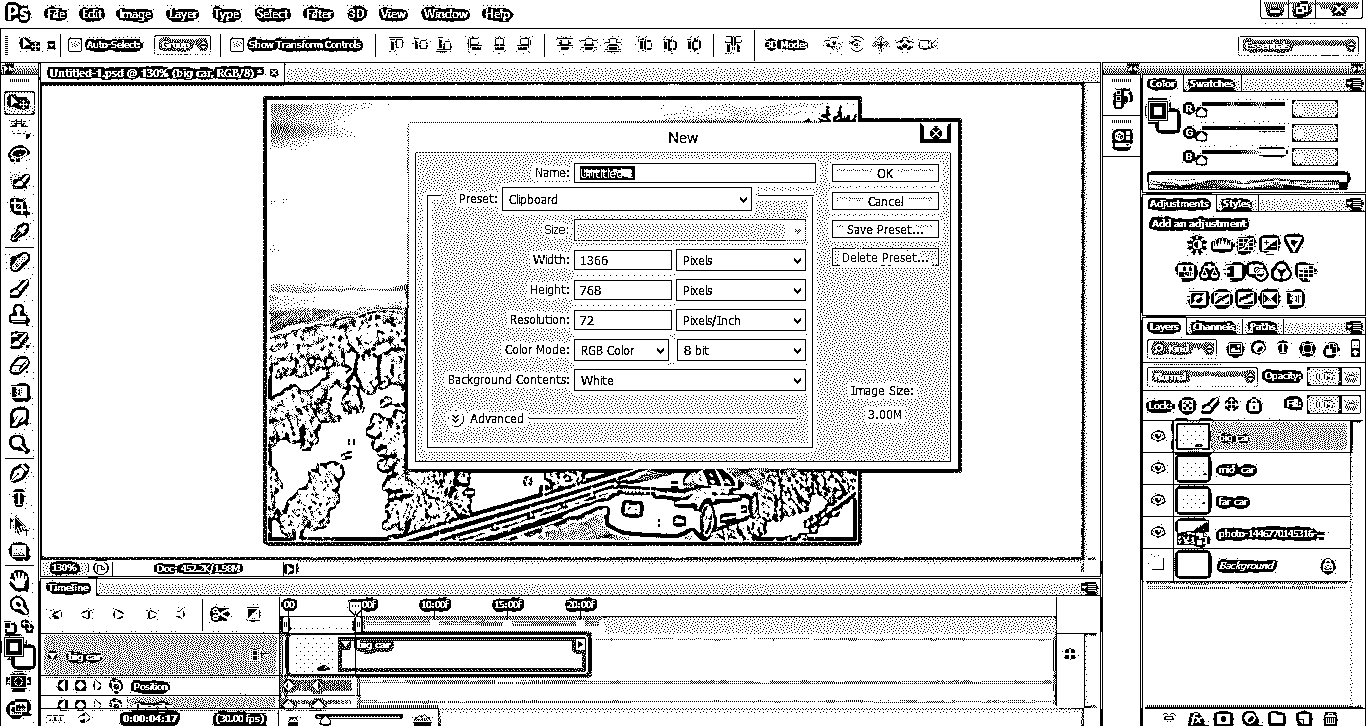 Ps File Edit Image Layer Type Select Filter 3D View Window Help
Auto-Select: Group Show Transform Controls 3D Mode:
Untitled-1.psd @ 130% (big car, RGB/8) *
New
Name:
Preset: Clipboard
Size:
Width: 1366 Pixels
Height: 768 Pixels
Resolution: 72 Pixels/Inch
Color Mode: RGB Color 8 bit
Background Contents: White
Advanced
OK
Cancel
Save Preset...
Delete Preset...
Image Size:
3.00M
Color Swatches
R
G
B
Adjustments Styles
Add an adjustment
Layers Channels Paths
Kind
Normal Opacity:
Lock: Fill:
big car
mid car
far car
photo-1446770145316-...
Background
130% Doc: 452.2K/1.98M
Timeline
00 00f 10:00f 15:00f 20:00f
big car big car
Position
0:00:04:17 (30.00 fps)